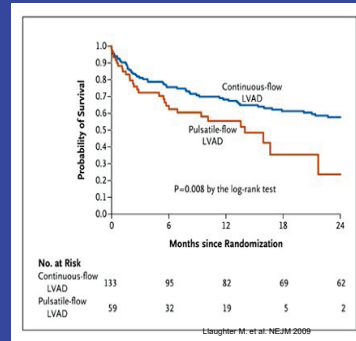 1.0
0.9
0.8
0.7
0.6
0.5
0.4
0.3
0.2
0.1
0.0
Probability of Survival
Continuous-flow
LVAD
Pulsatile-flow
LVAD
P=0.008 by the log-rank test
0 6 12 18 24
Months since Randomization
No. at Risk
Continuous-flow
LVAD 133 95 82 69 62
Pulsatile-flow
LVAD 59 32 19 5 2
Llaughter M. et al. NEJM 2009